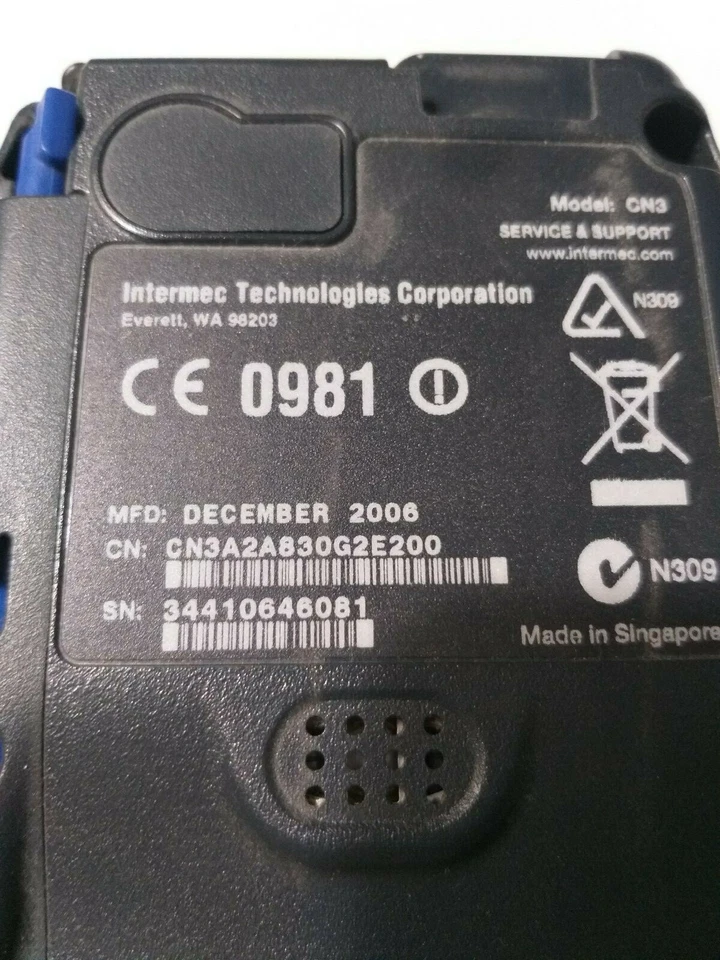 Model: CN3
SERVICE & SUPPORT
www.intermec.com
Intermec Technologies Corporation
Everett, WA 98203
N309
CE 0981
MFD: DECEMBER 2006
CN: CN3A2A830G2E200
N309
SN: 34410646081
Made in Singapore